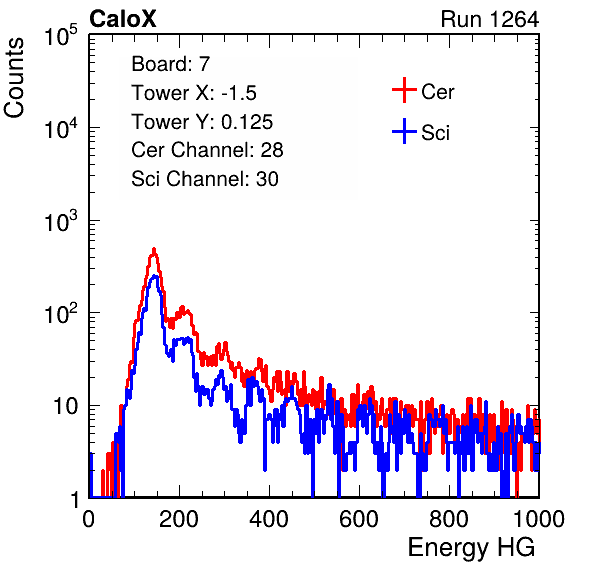 CaloX Run 1264
Counts
10^5
10^4
10^3
10^2
10
1
Board: 7
Tower X: -1.5
Tower Y: 0.125
Cer Channel: 28
Sci Channel: 30
Cer
Sci
0 200 400 600 800 1000
Energy HG